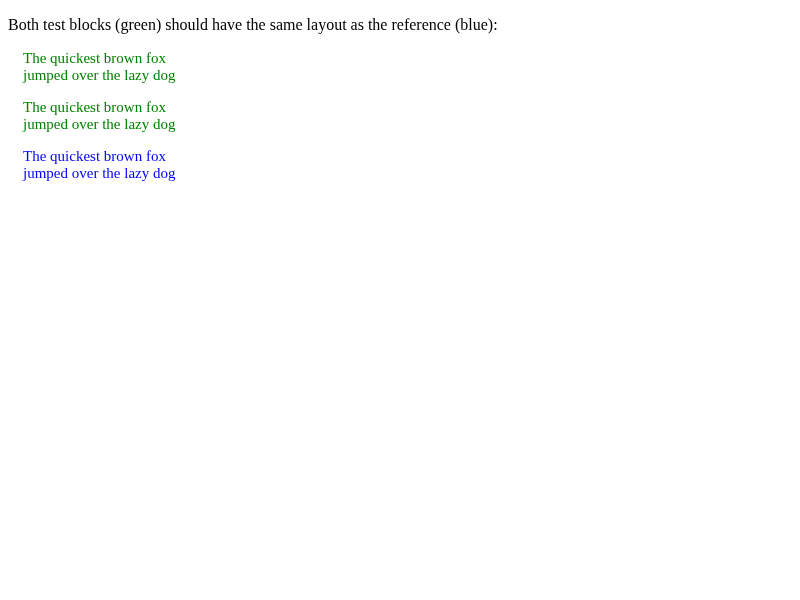 Both test blocks (green) should have the same layout as the reference (blue):
The quickest brown fox
jumped over the lazy dog
The quickest brown fox
jumped over the lazy dog
The quickest brown fox
jumped over the lazy dog